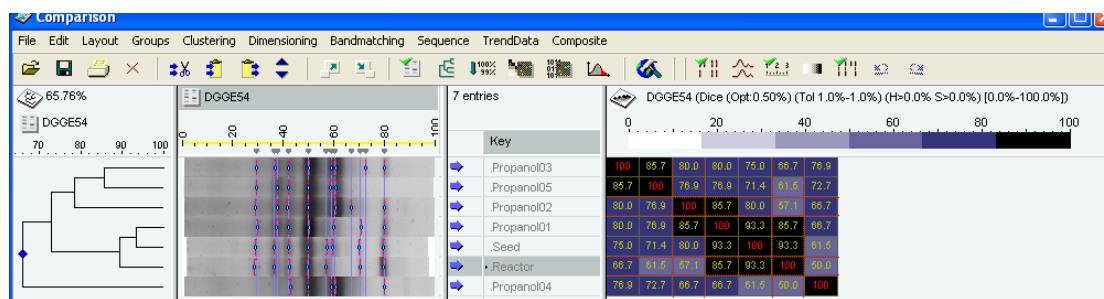 Comparison
File Edit Layout Groups Clustering Dimensioning Bandmatching Sequence TrendData Composite
65.76%
DGGE54
7 entries
DGGE54 (Dice (Opt:0.50%) (Tol 1.0%-1.0%) (H>0.0% S>0.0%) [0.0%-100.0%])
DGGE54
0 20 40 60 80 100
0 20 40 60 80 100
70 80 90 100
Key
.Propanol03 100 85.7 80.0 80.0 75.0 66.7 76.9
.Propanol05 85.7 100 76.9 76.9 71.4 61.5 72.7
.Propanol02 80.0 76.9 100 85.7 80.0 57.1 66.7
.Propanol01 80.0 76.9 85.7 100 93.3 85.7 66.7
.Seed 75.0 71.4 80.0 93.3 100 93.3 61.5
.Reactor 66.7 61.5 57.1 85.7 93.3 100 50.0
.Propanol04 76.9 72.7 66.7 66.7 61.5 50.0 100